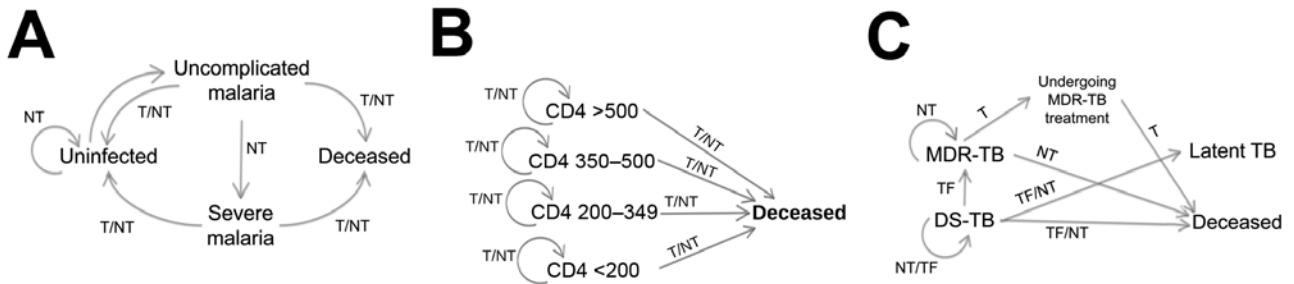 A
Uncomplicated
malaria
NT
T/NT
T/NT
Uninfected
NT
Deceased
T/NT
Severe
malaria
T/NT
B
T/NT
CD4 >500
T/NT
T/NT
CD4 350–500
T/NT
T/NT
CD4 200–349
T/NT
Deceased
T/NT
CD4 <200
T/NT
C
Undergoing
MDR-TB
treatment
NT
T
T
MDR-TB
NT
Latent TB
TF
TF/NT
DS-TB
TF/NT
Deceased
NT/TF